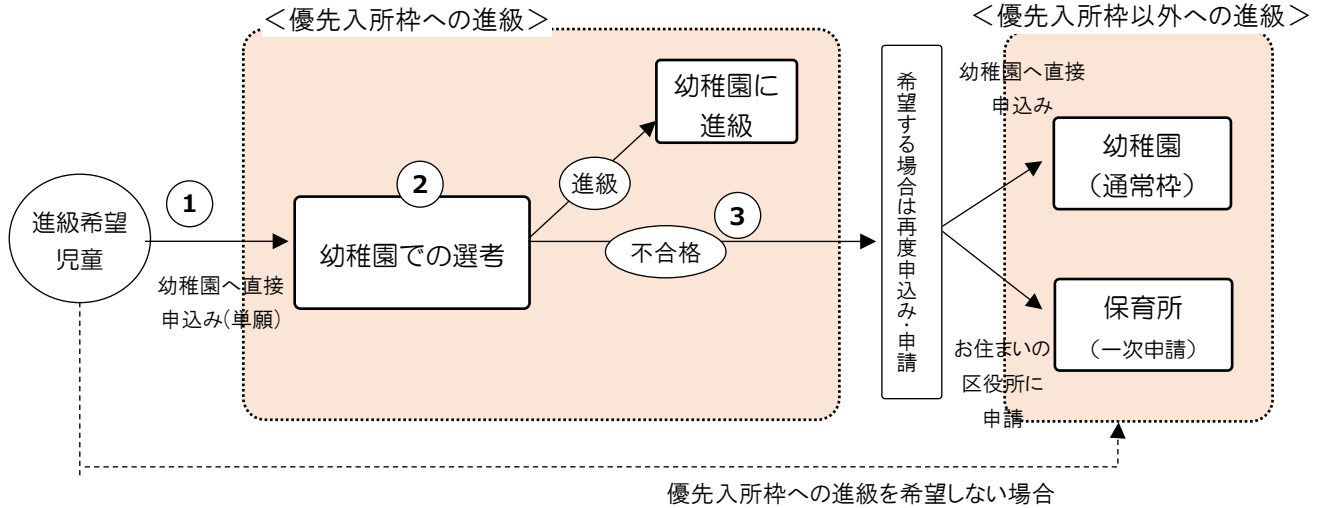 ＜優先入所枠への進級＞
＜優先入所枠以外への進級＞
進級希望
児童
1
幼稚園へ直接
申込み(単願)
2
幼稚園での選考
進級
幼稚園に
進級
3
不合格
希望する場合は再度申込み・申請
幼稚園へ直接
申込み
幼稚園
（通常枠）
お住まいの
区役所に
申請
保育所
（一次申請）
優先入所枠への進級を希望しない場合